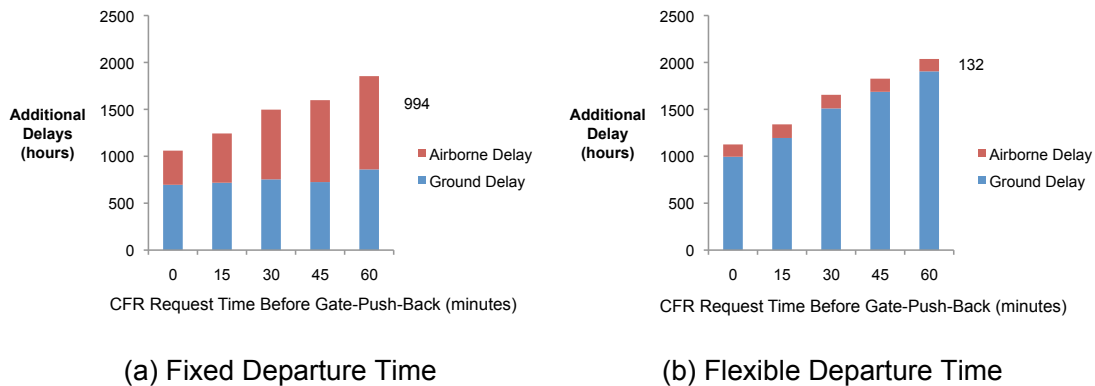 2500
2000
1500
1000
500
0
Additional
Delays
(hours)
994
Airborne Delay
Ground Delay
0 15 30 45 60
CFR Request Time Before Gate-Push-Back (minutes)
(a) Fixed Departure Time
2500
2000
1500
1000
500
0
Additional
Delay
(hours)
132
Airborne Delay
Ground Delay
0 15 30 45 60
CFR Request Time Before Gate-Push-Back (minutes)
(b) Flexible Departure Time